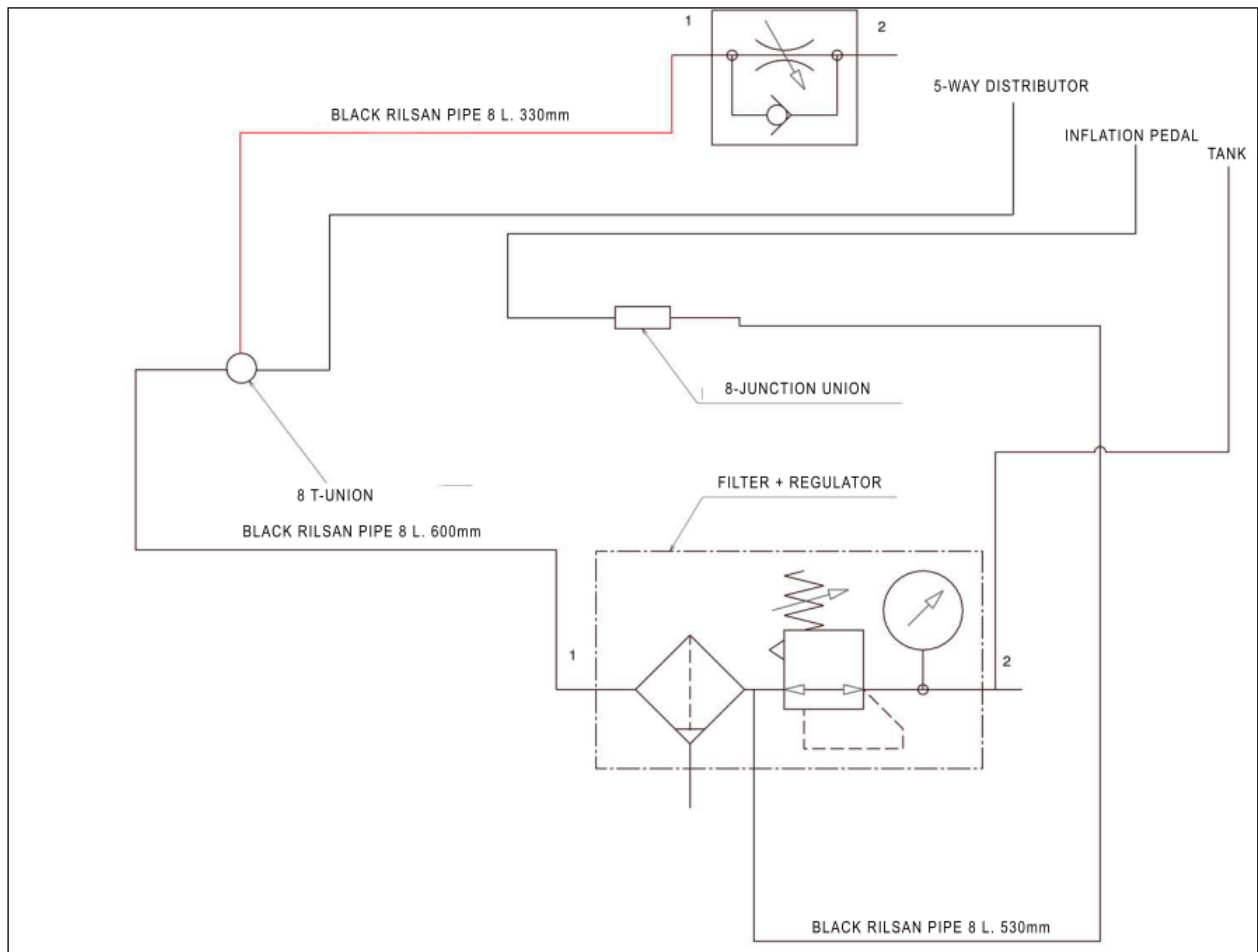 1
2
5-WAY DISTRIBUTOR
BLACK RILSAN PIPE 8 L. 330mm
INFLATION PEDAL
TANK
8-JUNCTION UNION
FILTER + REGULATOR
8 T-UNION
BLACK RILSAN PIPE 8 L. 600mm
1
2
BLACK RILSAN PIPE 8 L. 530mm